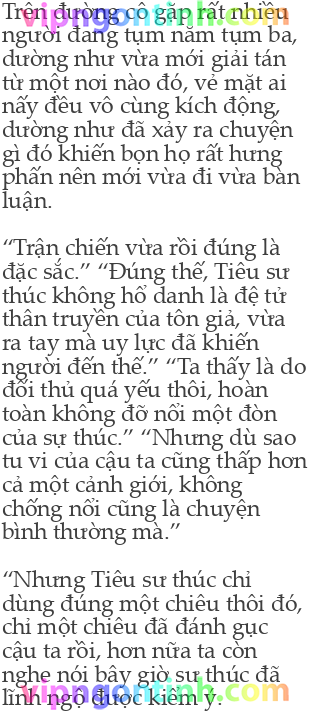 Trên đường cô gặp rất nhiều
vipngontinh.com
người đang tụm năm tụm ba,
dường như vừa mới giải tán
từ một nơi nào đó, vẻ mặt ai
nấy đều vô cùng kích động,
dường như đã xảy ra chuyện
gì đó khiến bọn họ rất hưng
phấn nên mới vừa đi vừa bàn
luận.
“Trận chiến vừa rồi đúng là
đặc sắc.” “Đúng thế, Tiêu sư
thúc không hổ danh là đệ tử
thân truyền của tôn giả, vừa
ra tay mà uy lực đã khiến
người đến thế.” “Ta thấy là do
đối thủ quá yếu thôi, hoàn
toàn không đỡ nổi một đòn
của sự thúc.” “Nhưng dù sao
tu vi của cậu ta cũng thấp hơn
cả một cảnh giới, không
chống nổi cũng là chuyện
bình thường mà.”
“Nhưng Tiêu sư thúc chỉ
dùng đúng một chiêu thôi đó,
chỉ một chiêu đã đánh gục
cậu ta rồi, hơn nữa ta còn
nghe nói bây giờ sư thúc đã
vipngontinh.com
lĩnh ngộ được kiếm ý.